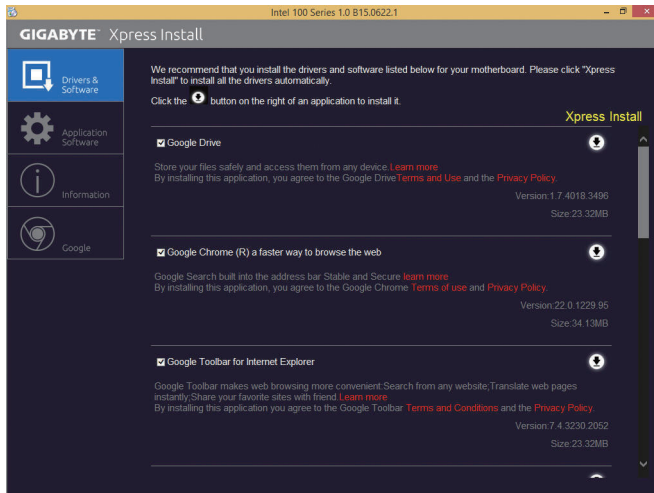 Intel 100 Series 1.0 B15.0622.1
GIGABYTE™ Xpress Install
Drivers &
Software
Application
Software
Information
Google
We recommend that you install the drivers and software listed below for your motherboard. Please click "Xpress
Install" to install all the drivers automatically.
Click the button on the right of an application to install it.
Xpress Install
Google Drive
Store your files safely and access them from any device.Learn more
By installing this application, you agree to the Google DriveTerms and Use and the Privacy Policy.
Version:1.7.4018.3496
Size:23.32MB
Google Chrome (R) a faster way to browse the web
Google Search built into the address bar Stable and Secure learn more
By installing this application, you agree to the Google Chrome Terms of use and Privacy Policy.
Version:22.0.1229.95
Size:34.13MB
Google Toolbar for Internet Explorer
Google Toolbar makes web browsing more convenient:Search from any website;Translate web pages
instantly;Share your favorite sites with friend.Learn more
By installing this application you agree to the Google Toolbar Terms and Conditions and the Privacy Policy.
Version:7.4.3230.2052
Size:23.32MB